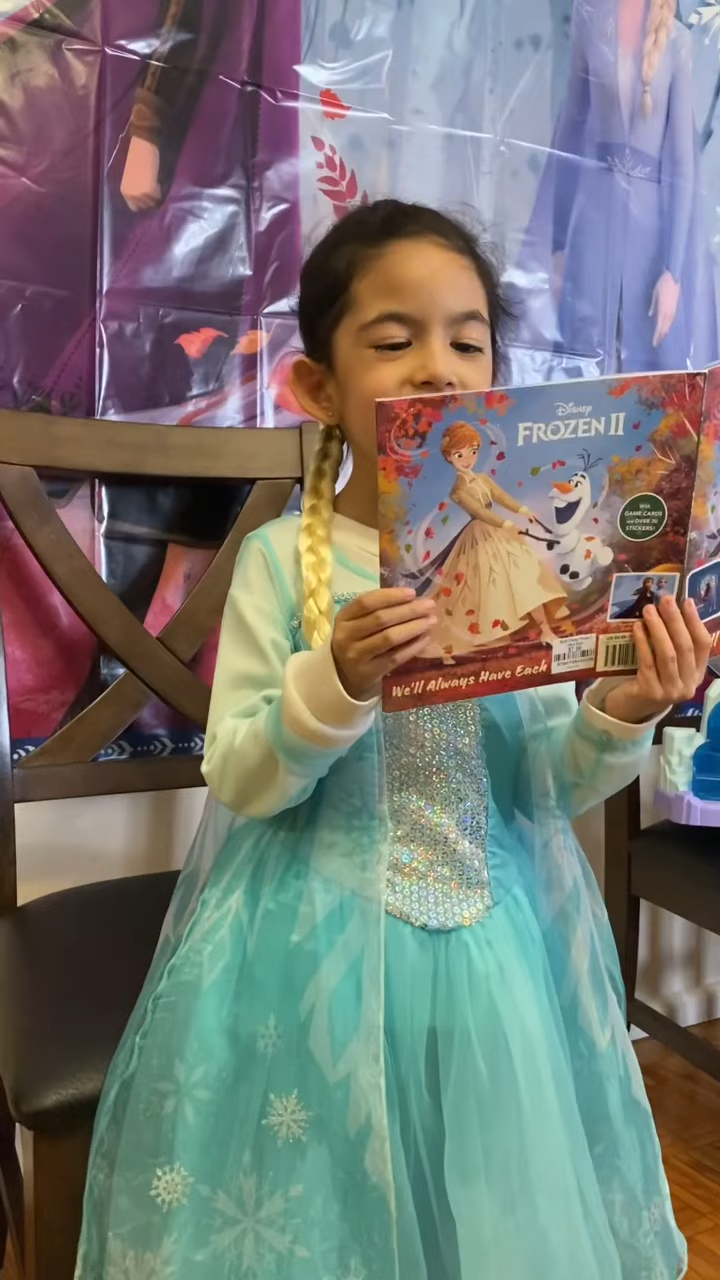 Disney
FROZEN II
WITH
GAME CARDS
and OVER 30
STICKERS!
We'll Always Have Each